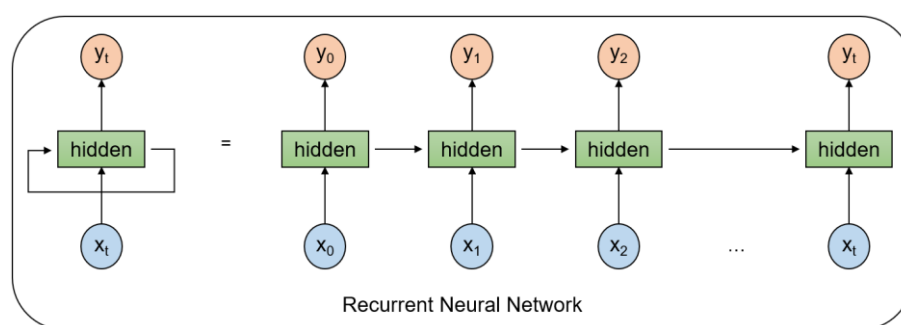 yt y0 y1 y2 yt
hidden = hidden hidden hidden hidden
xt x0 x1 x2 ... xt
Recurrent Neural Network